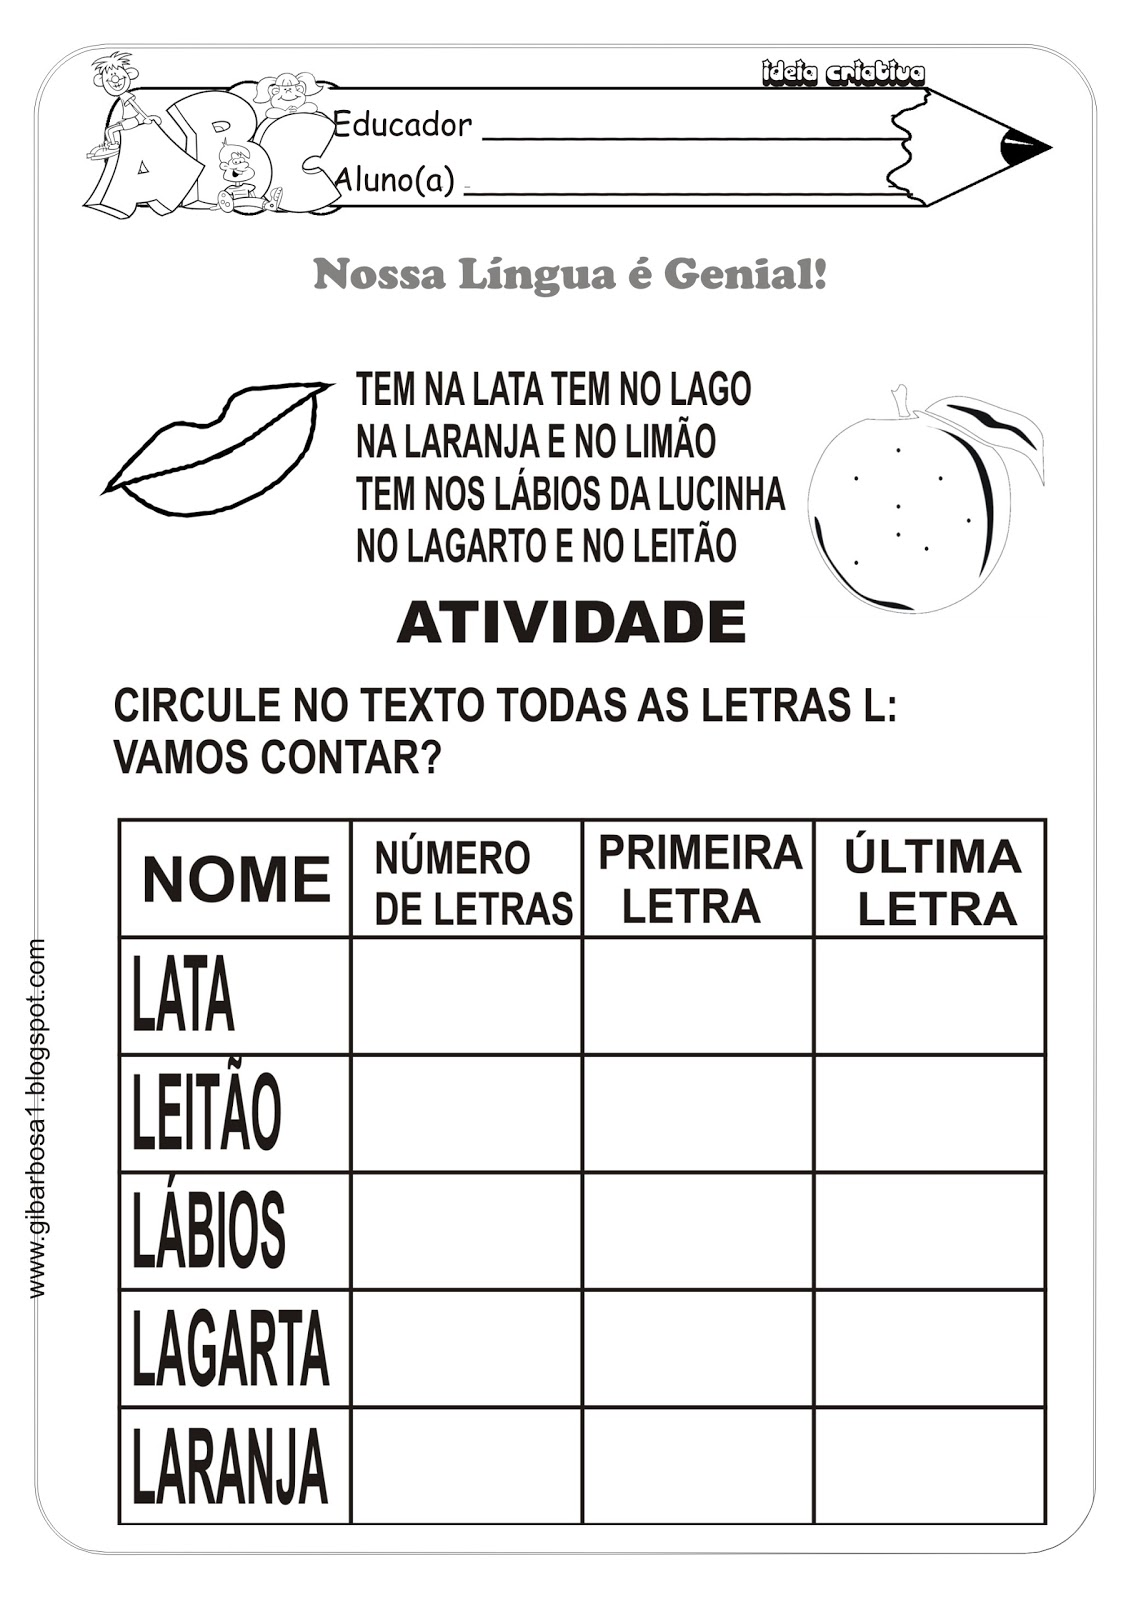 ideia criativa
Educador
Aluno(a)
ABC
Nossa Língua é Genial!
TEM NA LATA TEM NO LAGO
NA LARANJA E NO LIMÃO
TEM NOS LÁBIOS DA LUCINHA
NO LAGARTO E NO LEITÃO
ATIVIDADE
CIRCULE NO TEXTO TODAS AS LETRAS L:
VAMOS CONTAR?
NOME
NÚMERO
DE LETRAS
PRIMEIRA
LETRA
ÚLTIMA
LETRA
LATA
LEITÃO
LÁBIOS
LAGARTA
LARANJA
www.gibarbosa1.blogspot.com